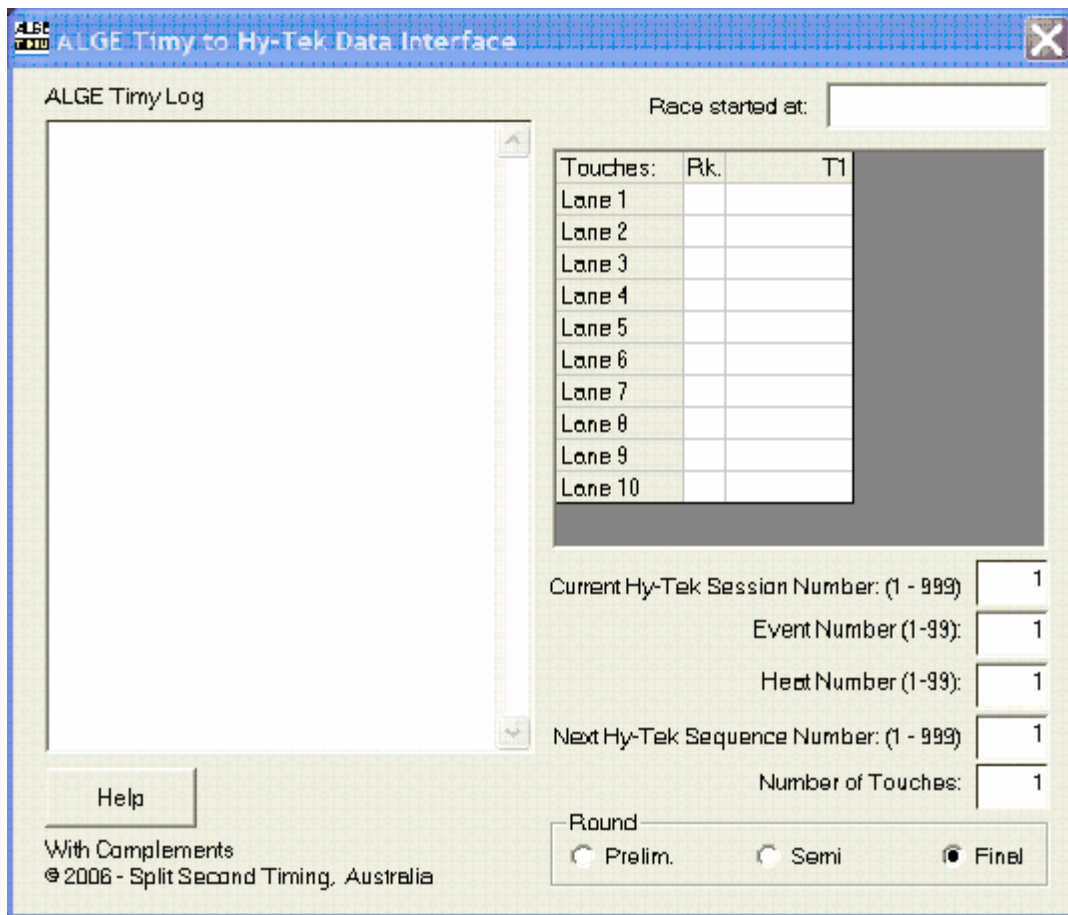 ALGE TIMY
ALGE Timy to Hy-Tek Data Interface
ALGE Timy Log
Race started at:
Touches: Rk. T1
Lane 1
Lane 2
Lane 3
Lane 4
Lane 5
Lane 6
Lane 7
Lane 8
Lane 9
Lane 10
Current Hy-Tek Session Number: (1 - 999) 1
Event Number (1-99): 1
Heat Number (1-99): 1
Next Hy-Tek Sequence Number: (1 - 999) 1
Number of Touches: 1
Help
Round
Prelim. Semi Final
With Complements
© 2006 - Split Second Timing, Australia